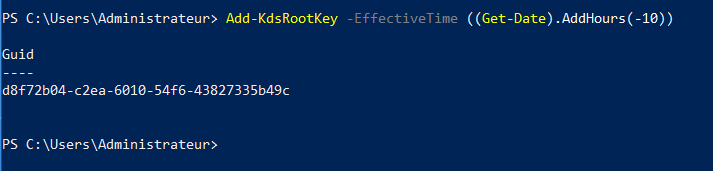 PS C:\Users\Administrateur> Add-KdsRootKey -EffectiveTime ((Get-Date).AddHours(-10))
Guid
----
d8f72b04-c2ea-6010-54f6-43827335b49c
PS C:\Users\Administrateur>